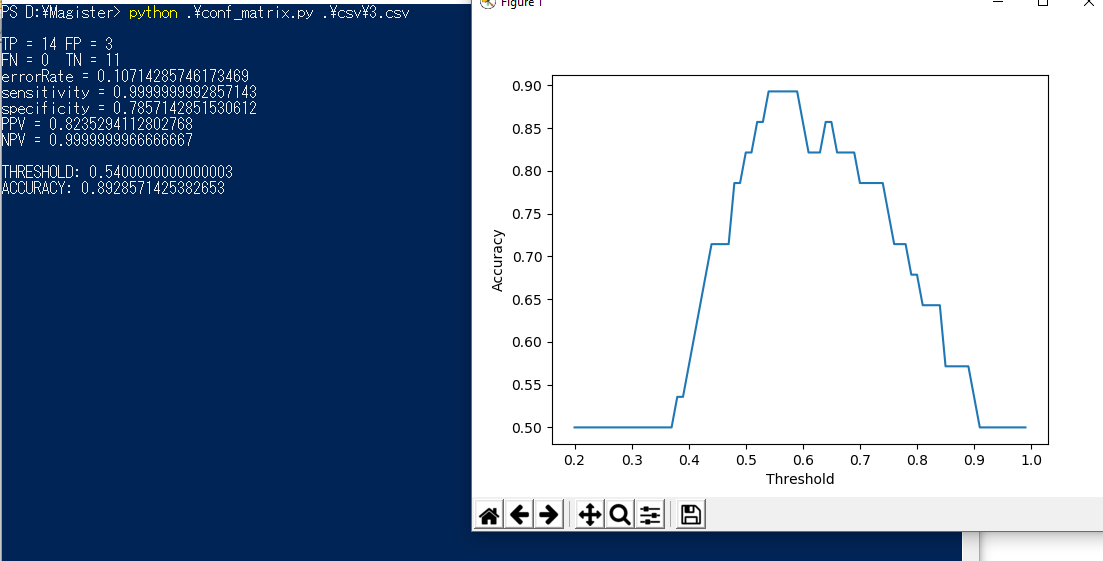 PS D:¥Magister> python .¥conf_matrix.py .¥csv¥3.csv
TP = 14 FP = 3
FN = 0  TN = 11
errorRate = 0.10714285746173469
sensitivity = 0.9999999992857143
specificity = 0.7857142851530612
PPV = 0.8235294112802768
NPV = 0.9999999966666667
THRESHOLD: 0.5400000000000003
ACCURACY: 0.8928571425382653
Figure 1
0.90
0.85
0.80
0.75
0.70
0.65
0.60
0.55
0.50
Accuracy
0.2 0.3 0.4 0.5 0.6 0.7 0.8 0.9 1.0
Threshold